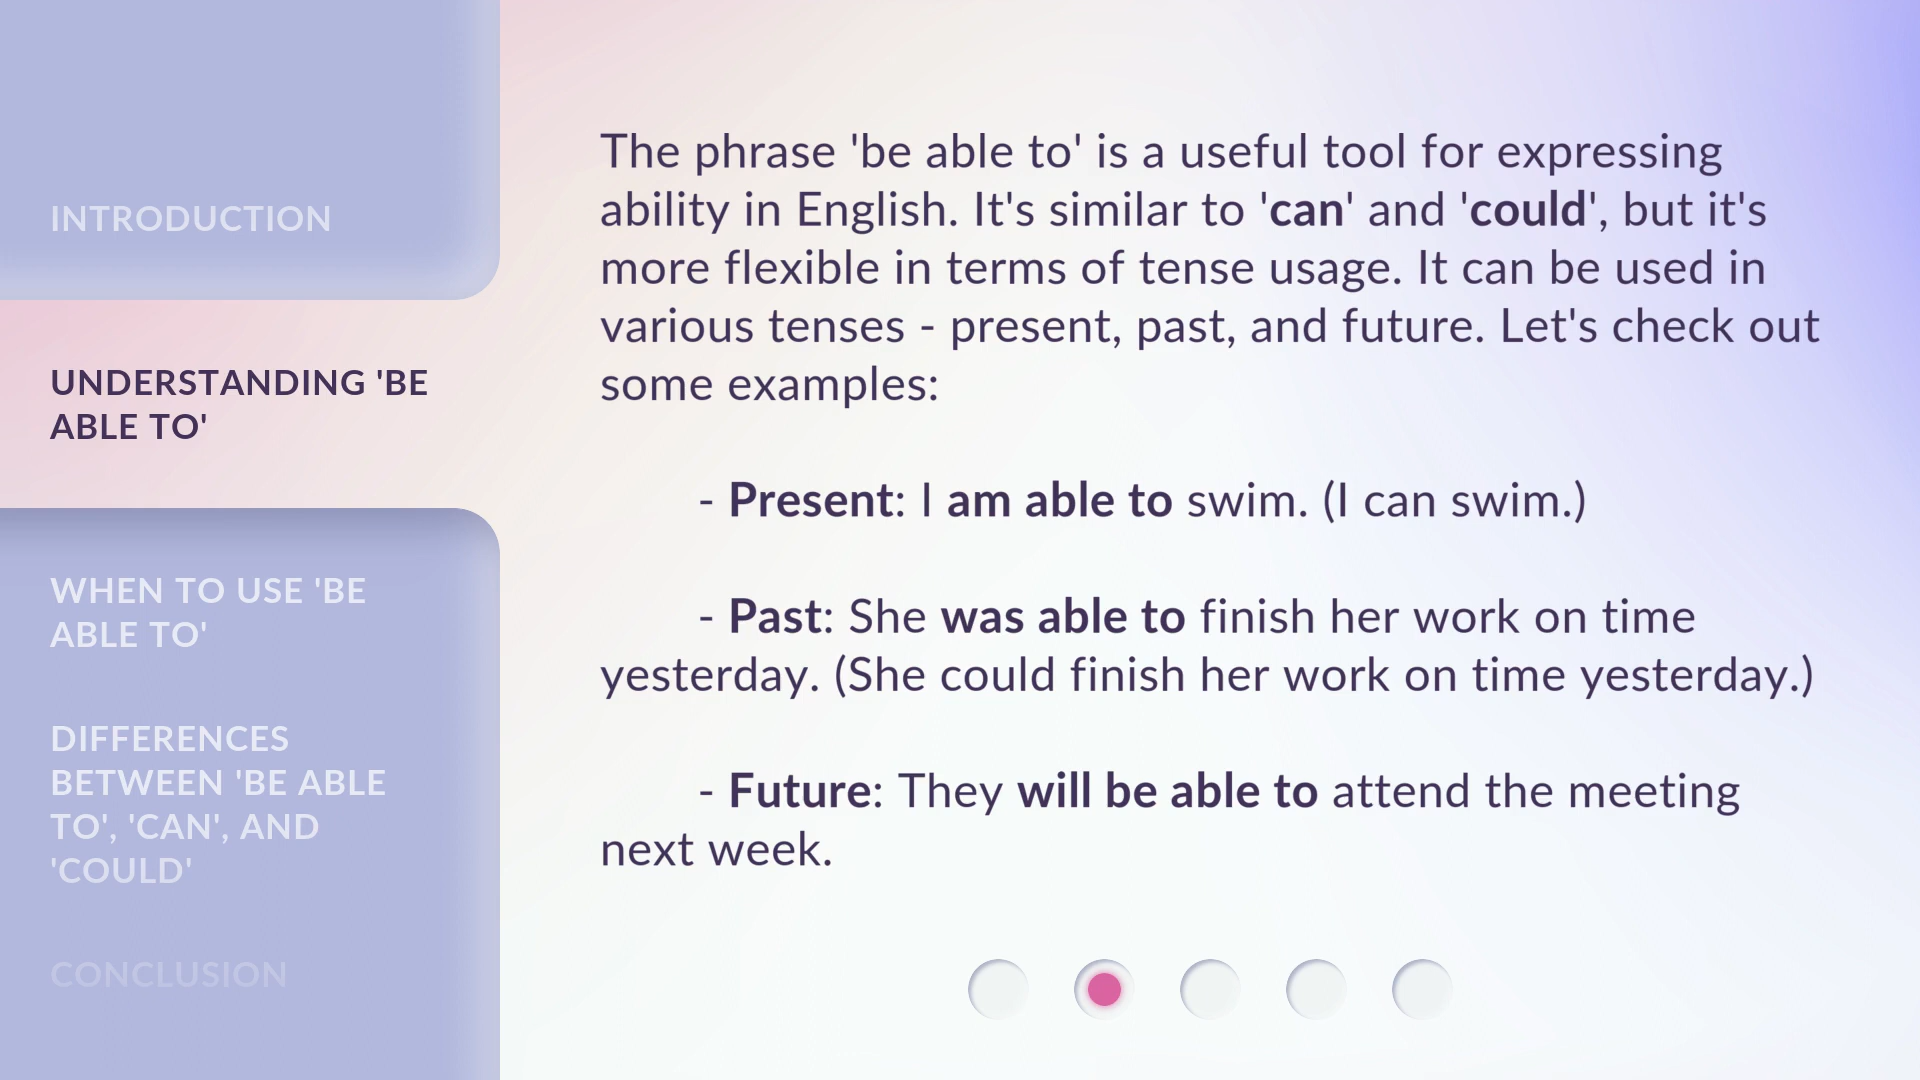 INTRODUCTION
UNDERSTANDING 'BE
ABLE TO'
WHEN TO USE 'BE
ABLE TO'
DIFFERENCES
BETWEEN 'BE ABLE
TO', 'CAN', AND
'COULD'
CONCLUSION
The phrase 'be able to' is a useful tool for expressing
ability in English. It's similar to 'can' and 'could', but it's
more flexible in terms of tense usage. It can be used in
various tenses - present, past, and future. Let's check out
some examples:
- Present: I am able to swim. (I can swim.)
- Past: She was able to finish her work on time
yesterday. (She could finish her work on time yesterday.)
- Future: They will be able to attend the meeting
next week.